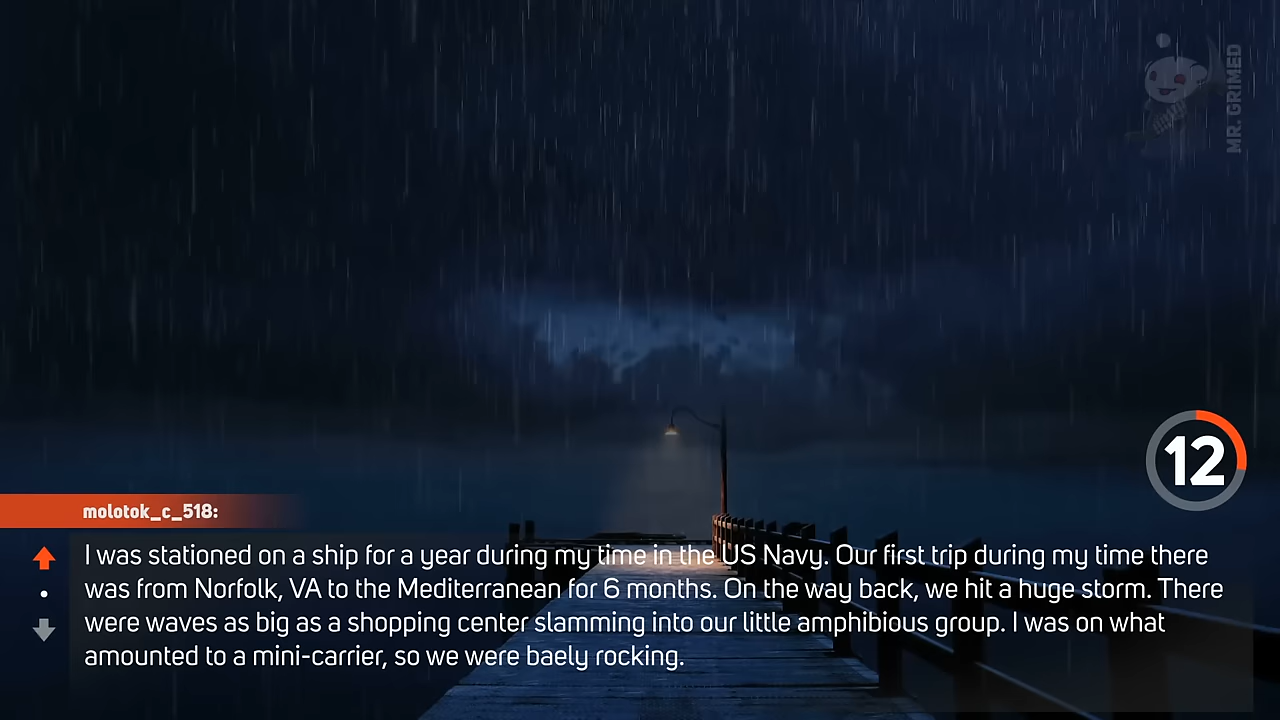 MR. GRIMED
12
molotok_c_518:
I was stationed on a ship for a year during my time in the US Navy. Our first trip during my time there
was from Norfolk, VA to the Mediterranean for 6 months. On the way back, we hit a huge storm. There
were waves as big as a shopping center slamming into our little amphibious group. I was on what
amounted to a mini-carrier, so we were baely rocking.